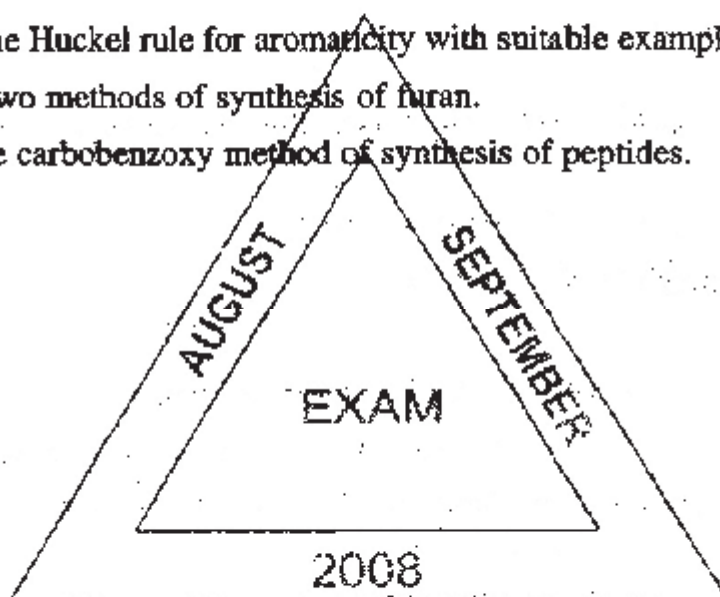 he Huckel rule for aromaticity with suitable exampl
wo methods of synthesis of furan.
e carbobenzoxy method of synthesis of peptides.
AUGUST
SEPTEMBER
EXAM
2008